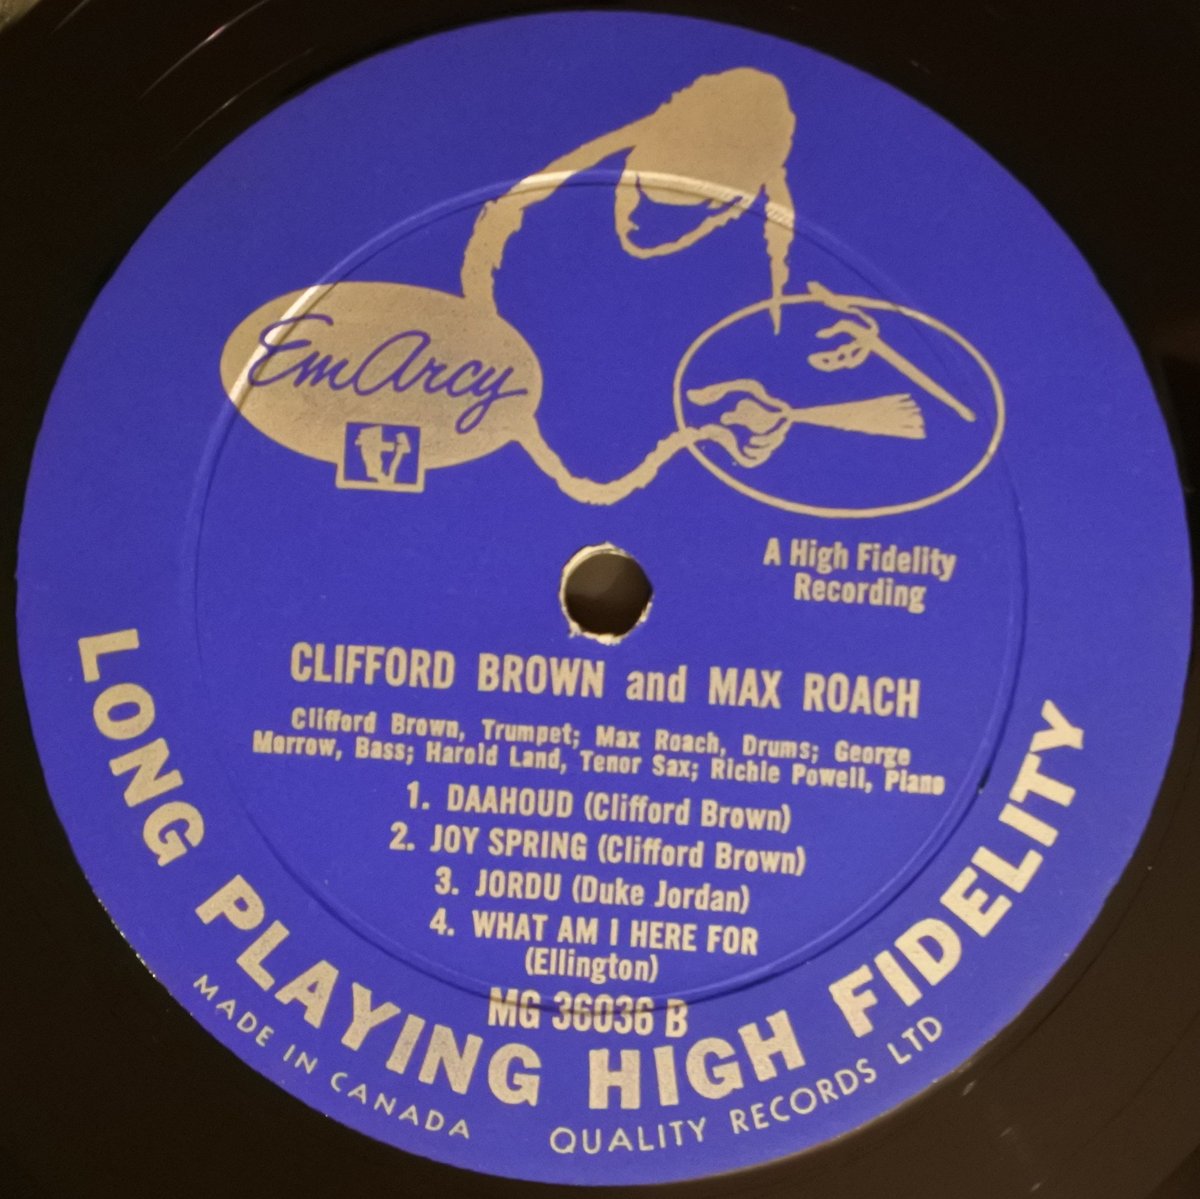 EmArcy
A High Fidelity
Recording
CLIFFORD BROWN and MAX ROACH
Clifford Brown, Trumpet; Max Roach, Drums; George
Morrow, Bass; Harold Land, Tenor Sax; Richie Powell, Piano
1. DAAHOUD (Clifford Brown)
2. JOY SPRING (Clifford Brown)
3. JORDU (Duke Jordan)
4. WHAT AM I HERE FOR
(Ellington)
MG 36036 B
LONG PLAYING HIGH FIDELITY
MADE IN CANADA QUALITY RECORDS LTD